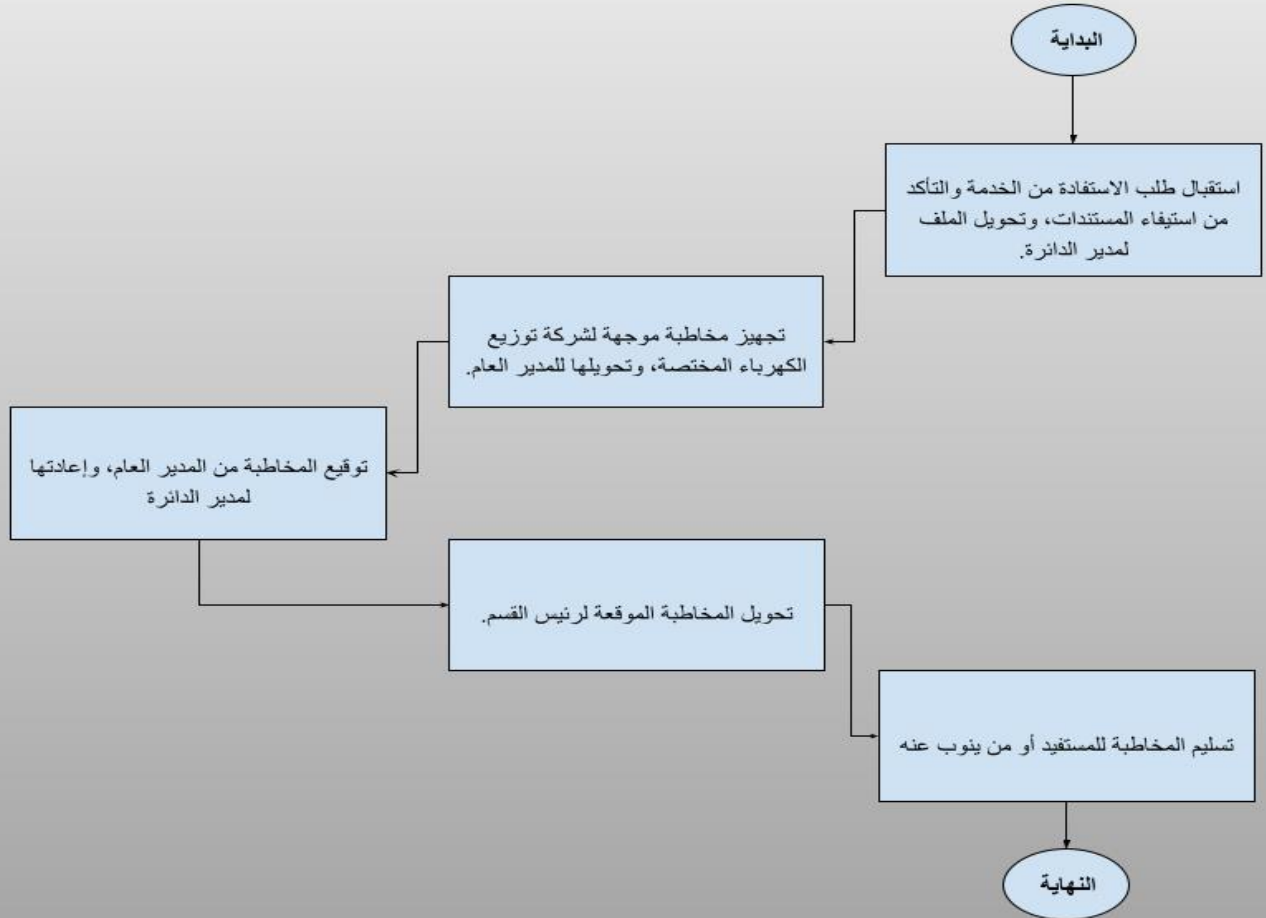 البداية
استقبال طلب الاستفادة من الخدمة والتأكد
من استيفاء المستندات، وتحويل الملف
لمدير الدائرة.
تجهيز مخاطبة موجهة لشركة توزيع
الكهرباء المختصة، وتحويلها للمدير العام.
توقيع المخاطبة من المدير العام، وإعادتها
لمدير الدائرة
تحويل المخاطبة الموقعة لرئيس القسم.
تسليم المخاطبة للمستفيد أو من ينوب عنه
النهاية